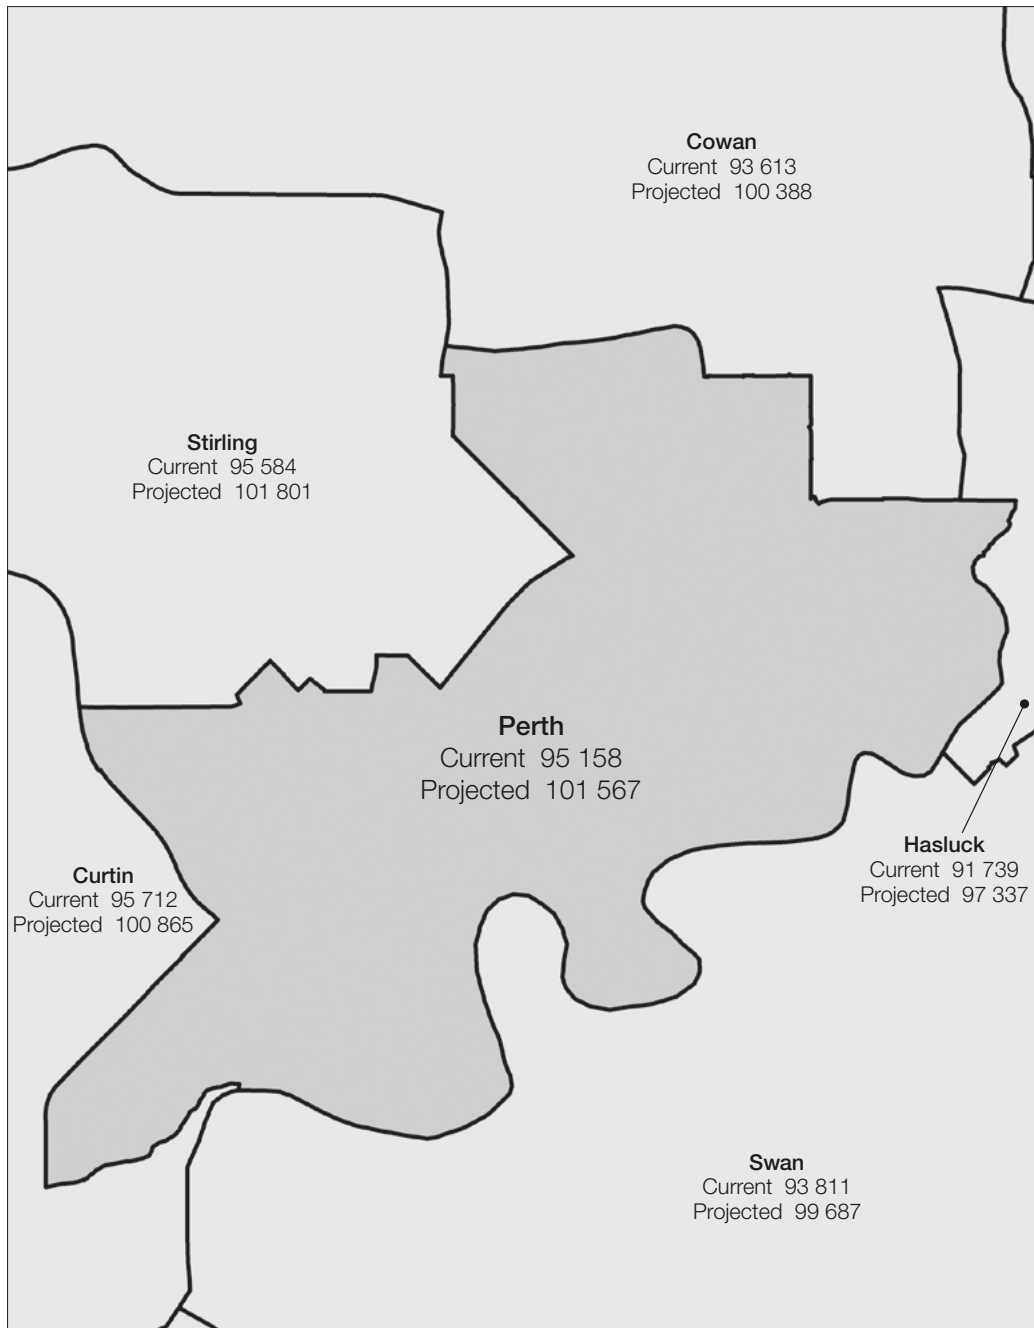 Cowan
Current 93 613
Projected 100 388
Stirling
Current 95 584
Projected 101 801
Perth
Current 95 158
Projected 101 567
Hasluck
Current 91 739
Projected 97 337
Curtin
Current 95 712
Projected 100 865
Swan
Current 93 811
Projected 99 687